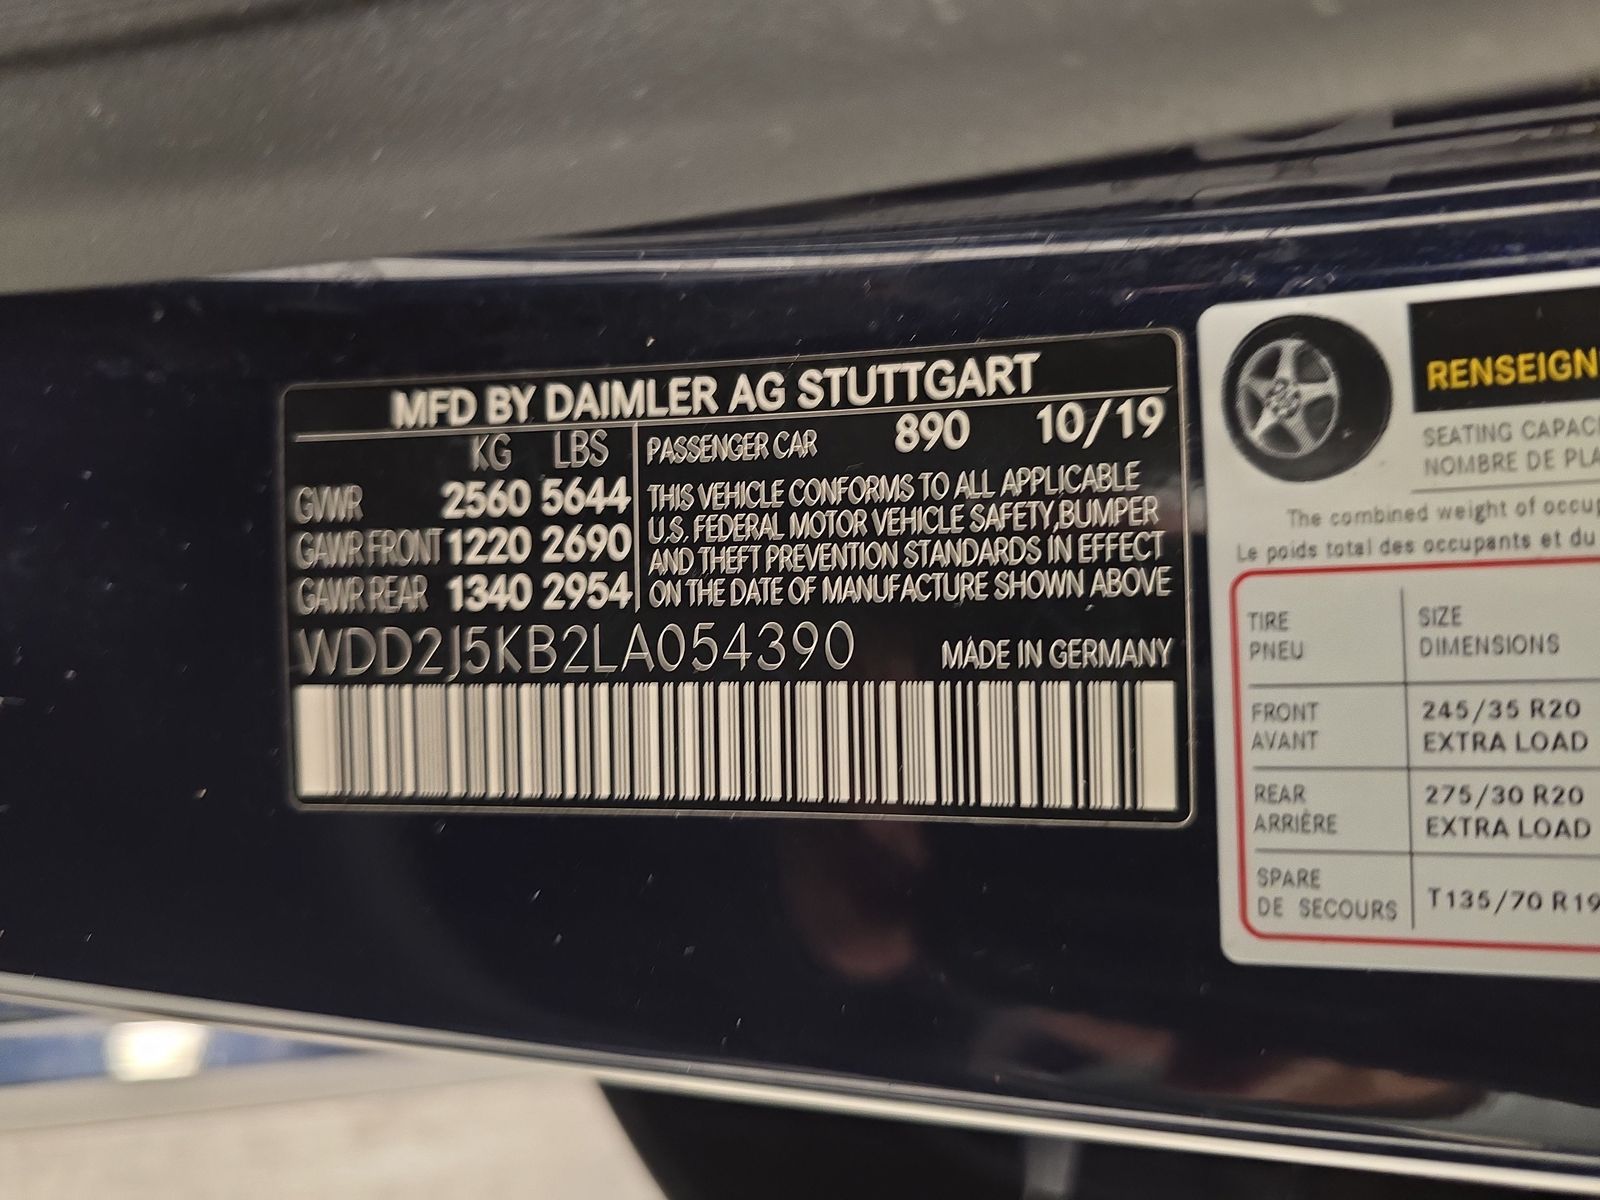 MFD BY DAIMLER AG STUTTGART
KG LBS
GVWR 2560 5644
GAWR FRONT 1220 2690
GAWR REAR 1340 2954
PASSENGER CAR 890 10/19
THIS VEHICLE CONFORMS TO ALL APPLICABLE
U.S. FEDERAL MOTOR VEHICLE SAFETY,BUMPER
AND THEFT PREVENTION STANDARDS IN EFFECT
ON THE DATE OF MANUFACTURE SHOWN ABOVE
WDD2J5KB2LA054390 MADE IN GERMANY
RENSEIGN
SEATING CAPAC
NOMBRE DE PLA
The combined weight of occup
Le poids total des occupants et du
TIRE SIZE
PNEU DIMENSIONS
FRONT 245/35 R20
AVANT EXTRA LOAD
REAR 275/30 R20
ARRIÈRE EXTRA LOAD
SPARE
DE SECOURS T135/70 R19